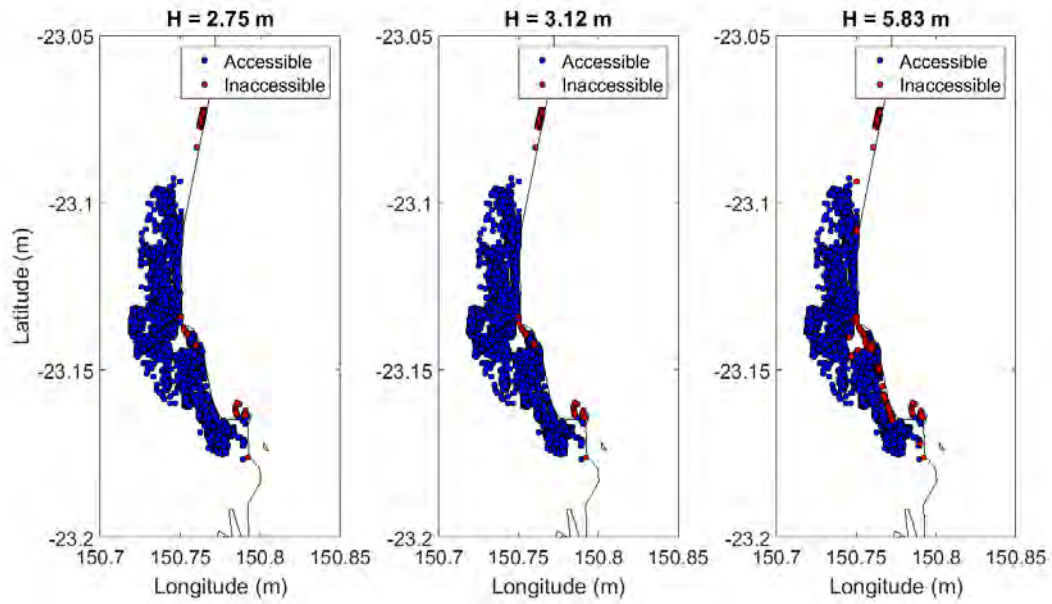 H = 2.75 m
H = 3.12 m
H = 5.83 m
Accessible
Inaccessible
Accessible
Inaccessible
Accessible
Inaccessible
-23.05
-23.05
-23.05
-23.1
-23.1
-23.1
-23.15
-23.15
-23.15
-23.2
-23.2
-23.2
Latitude (m)
150.7 150.75 150.8 150.85
150.7 150.75 150.8 150.85
150.7 150.75 150.8 150.85
Longitude (m)
Longitude (m)
Longitude (m)